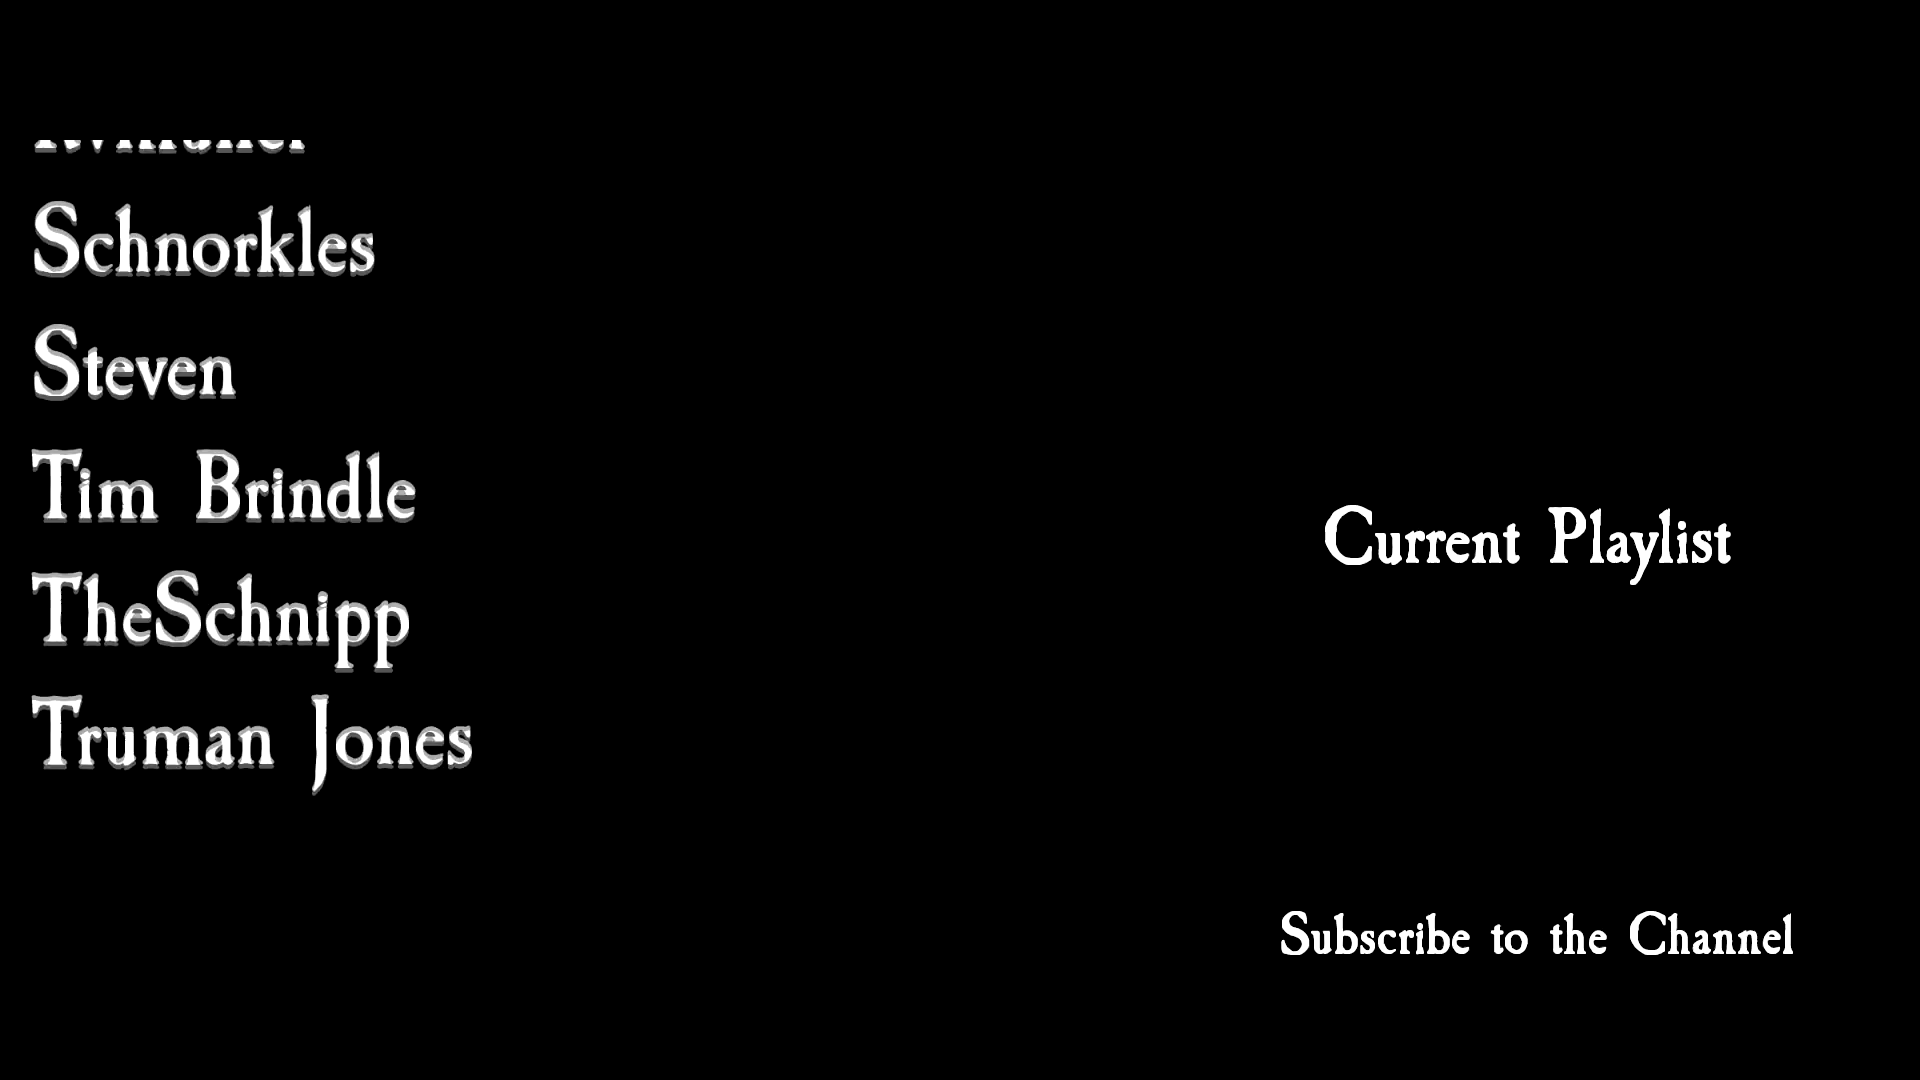 Schnorkles
Steven
Tim Brindle
TheSchnipp
Truman Jones
Current Playlist
Subscribe to the Channel